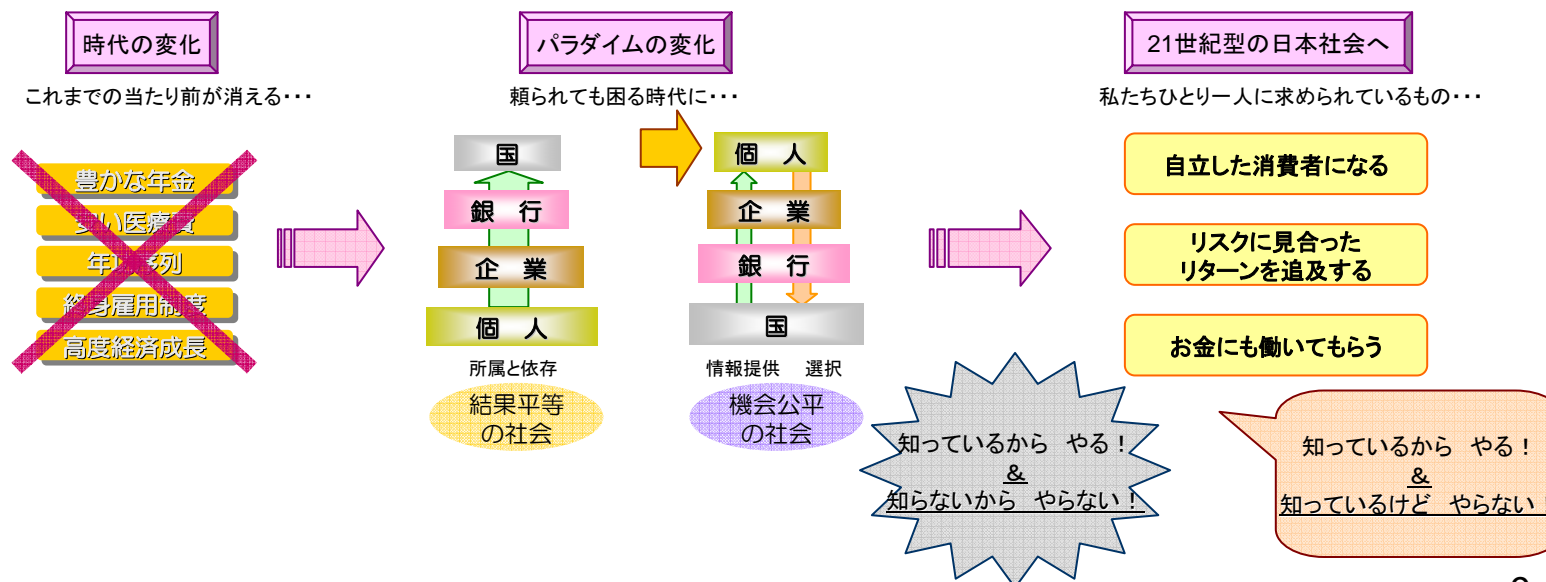 時代の変化
これまでの当たり前が消える・・・
豊かな年金
安い医療費
年功序列
終身雇用制度
高度経済成長
パラダイムの変化
頼られても困る時代に・・・
国
銀 行
企 業
個 人
所属と依存
結果平等
の社会
個 人
企 業
銀 行
国
情報提供 選択
機会公平
の社会
21世紀型の日本社会へ
私たちひとり一人に求められているもの・・・
自立した消費者になる
リスクに見合った
リターンを追及する
お金にも働いてもらう
知っているから やる！
&
知らないから やらない！
知っているから やる！
&
知っているけど やらない！